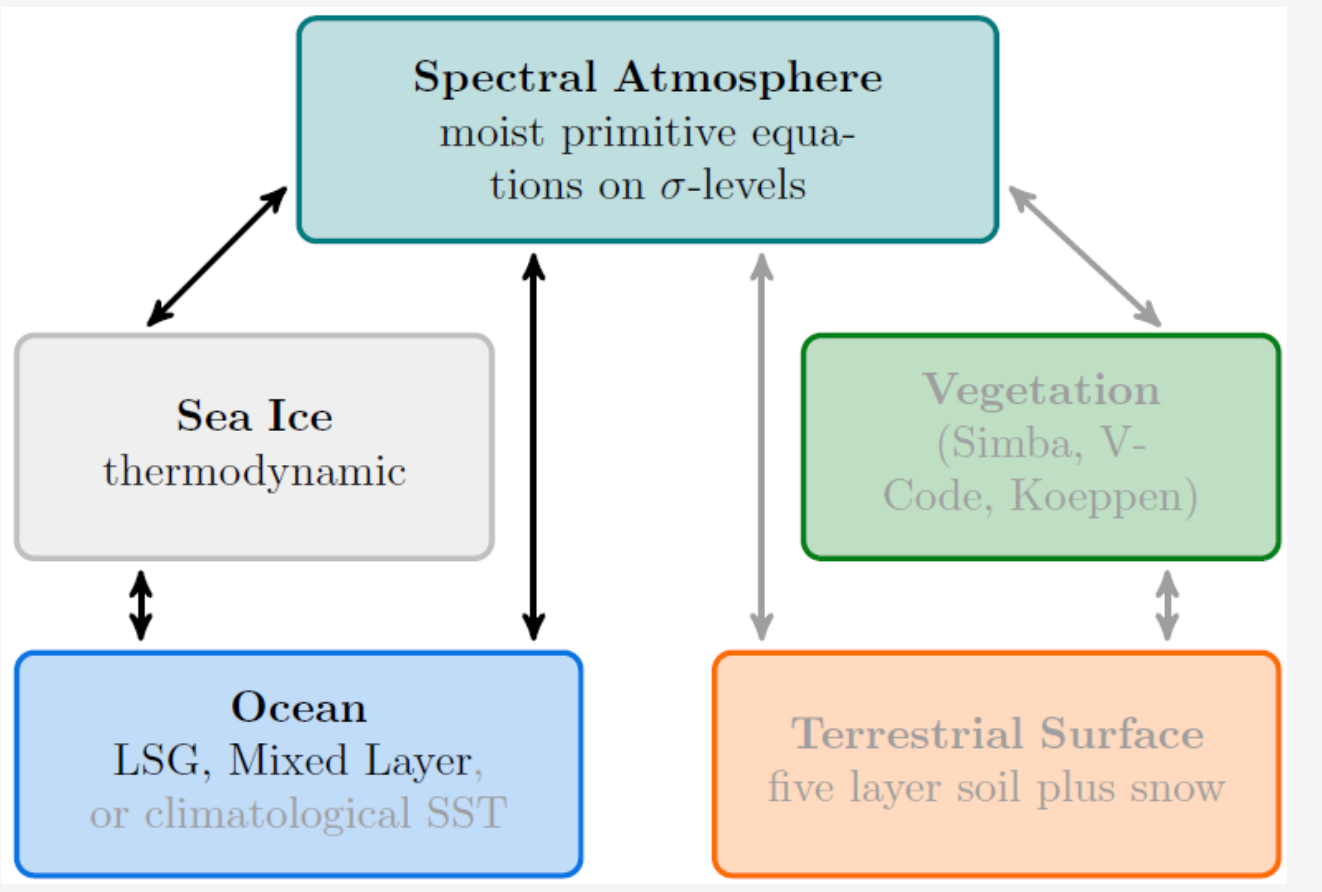 Spectral Atmosphere
moist primitive equa-
tions on σ-levels
Sea Ice
thermodynamic
Vegetation
(Simba, V-
Code, Koeppen)
Ocean
LSG, Mixed Layer,
or climatological SST
Terrestrial Surface
five layer soil plus snow